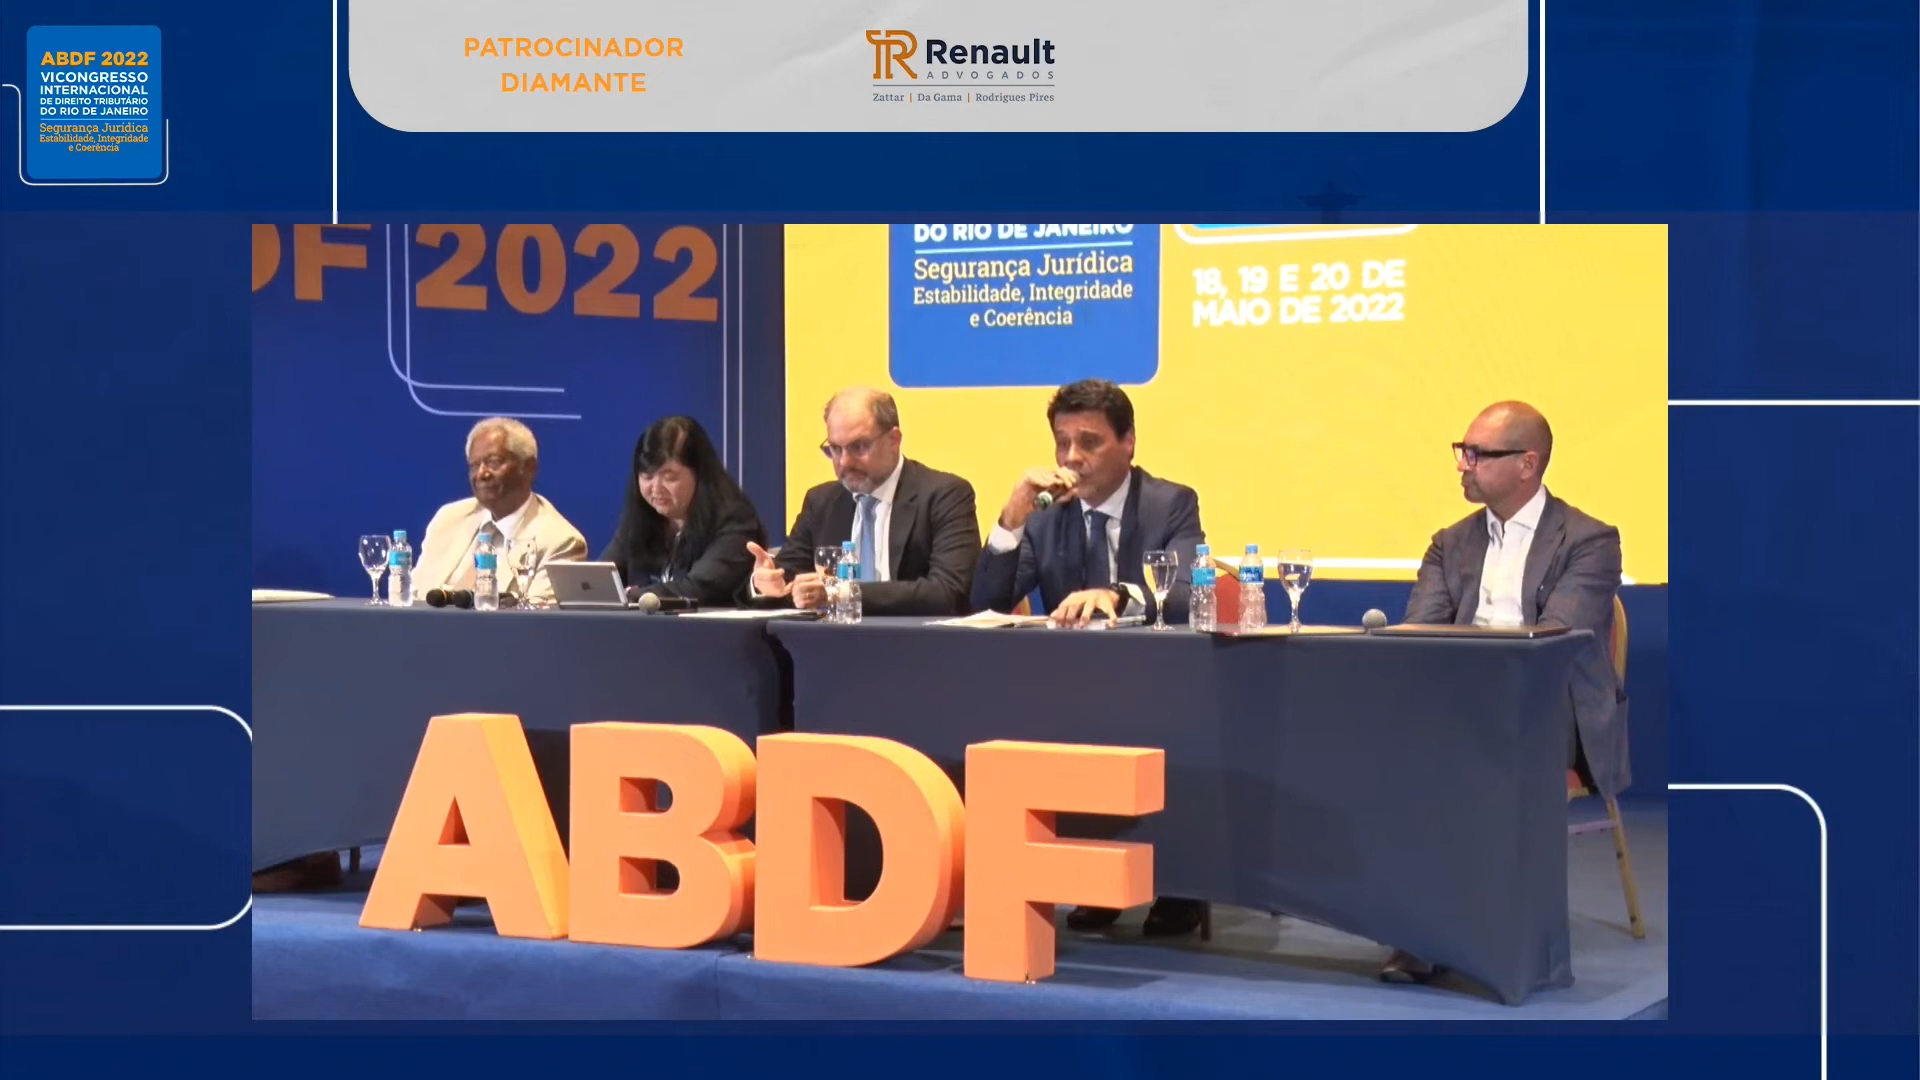 ABDF 2022
VI CONGRESSO
INTERNACIONAL
DE DIREITO TRIBUTÁRIO
DO RIO DE JANEIRO
Segurança Jurídica
Estabilidade, Integridade
e Coerência
PATROCINADOR
DIAMANTE
R Renault
ADVOGADOS
Zattar | Da Gama | Rodrigues Pires
DF 2022
DO RIO DE JANEIRO
Segurança Jurídica
Estabilidade, Integridade
e Coerência
18, 19 E 20 DE
MAIO DE 2022
ABDF